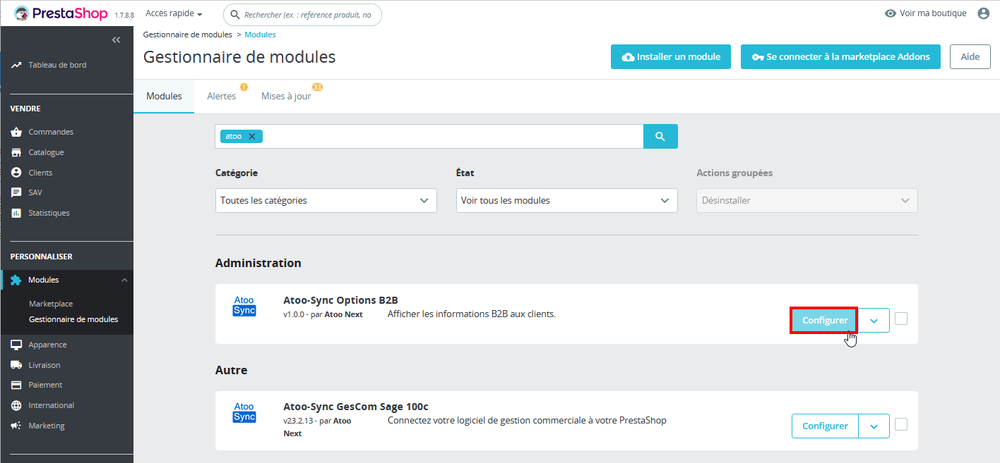 PrestaShop 1.7.8.8 Accès rapide Rechercher (ex. : référence produit, no Voir ma boutique
Gestionnaire de modules > Modules
Gestionnaire de modules
Installer un module Se connecter à la marketplace Addons Aide
Modules Alertes 1 Mises à jour 33
Tableau de bord
VENDRE
Commandes
Catalogue
Clients
SAV
Statistiques
PERSONNALISER
Modules
Marketplace
Gestionnaire de modules
Apparence
Livraison
Paiement
International
Marketing
atoo
Catégorie État Actions groupées
Toutes les catégories Voir tous les modules Désinstaller
Administration
Atoo
Sync
Atoo-Sync Options B2B
v1.0.0 - par Atoo Next Afficher les informations B2B aux clients.
Configurer
Autre
Atoo
Sync
Atoo-Sync GesCom Sage 100c
v23.2.13 - par Atoo Connectez votre logiciel de gestion commerciale à votre PrestaShop
Next
Configurer